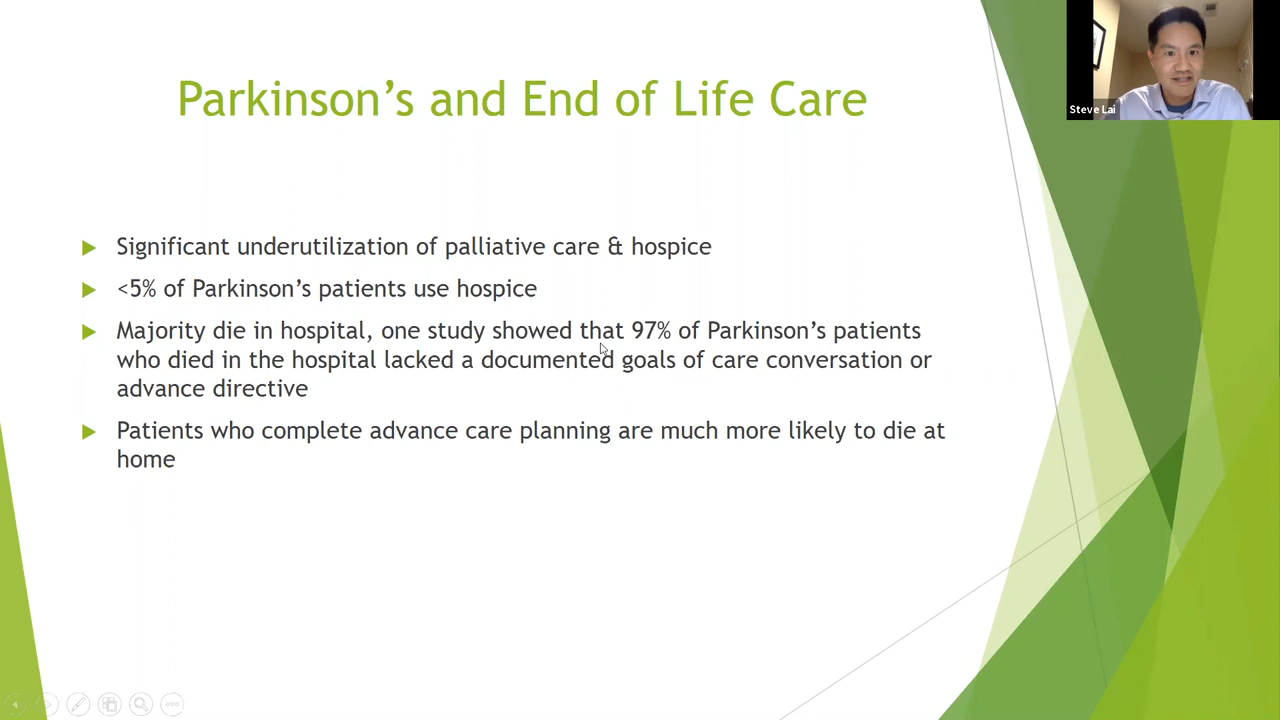 Steve Lai
Parkinson’s and End of Life Care
Significant underutilization of palliative care & hospice
<5% of Parkinson’s patients use hospice
Majority die in hospital, one study showed that 97% of Parkinson’s patients
who died in the hospital lacked a documented goals of care conversation or
advance directive
Patients who complete advance care planning are much more likely to die at
home